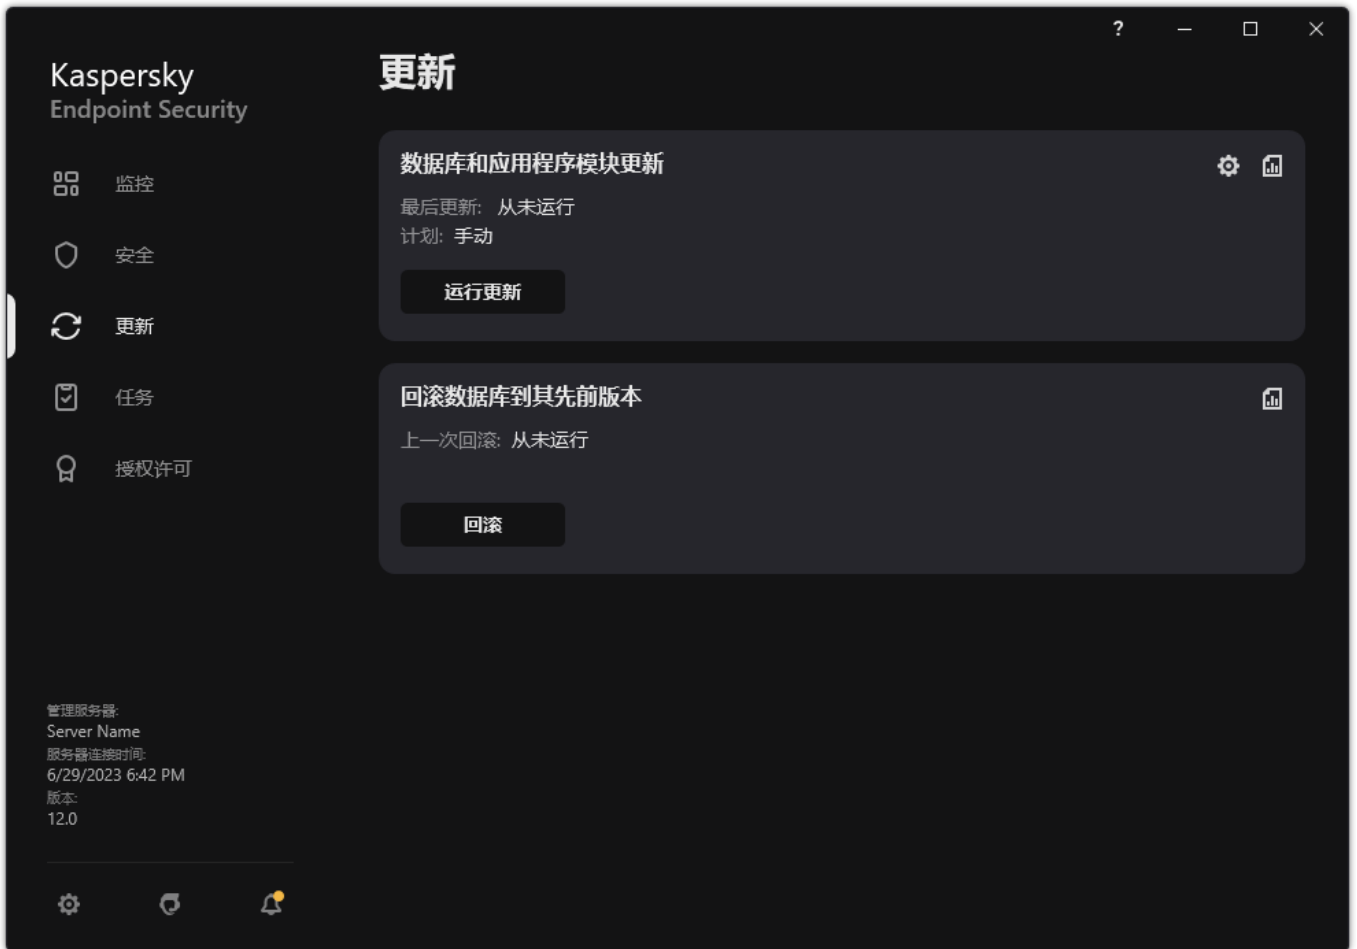 Kaspersky
Endpoint Security
监控
安全
更新
任务
授权许可
管理服务器:
Server Name
服务器连接时间:
6/29/2023 6:42 PM
版本:
12.0
?
更新
数据库和应用程序模块更新
最后更新: 从未运行
计划: 手动
运行更新
回滚数据库到其先前版本
上一次回滚: 从未运行
回滚